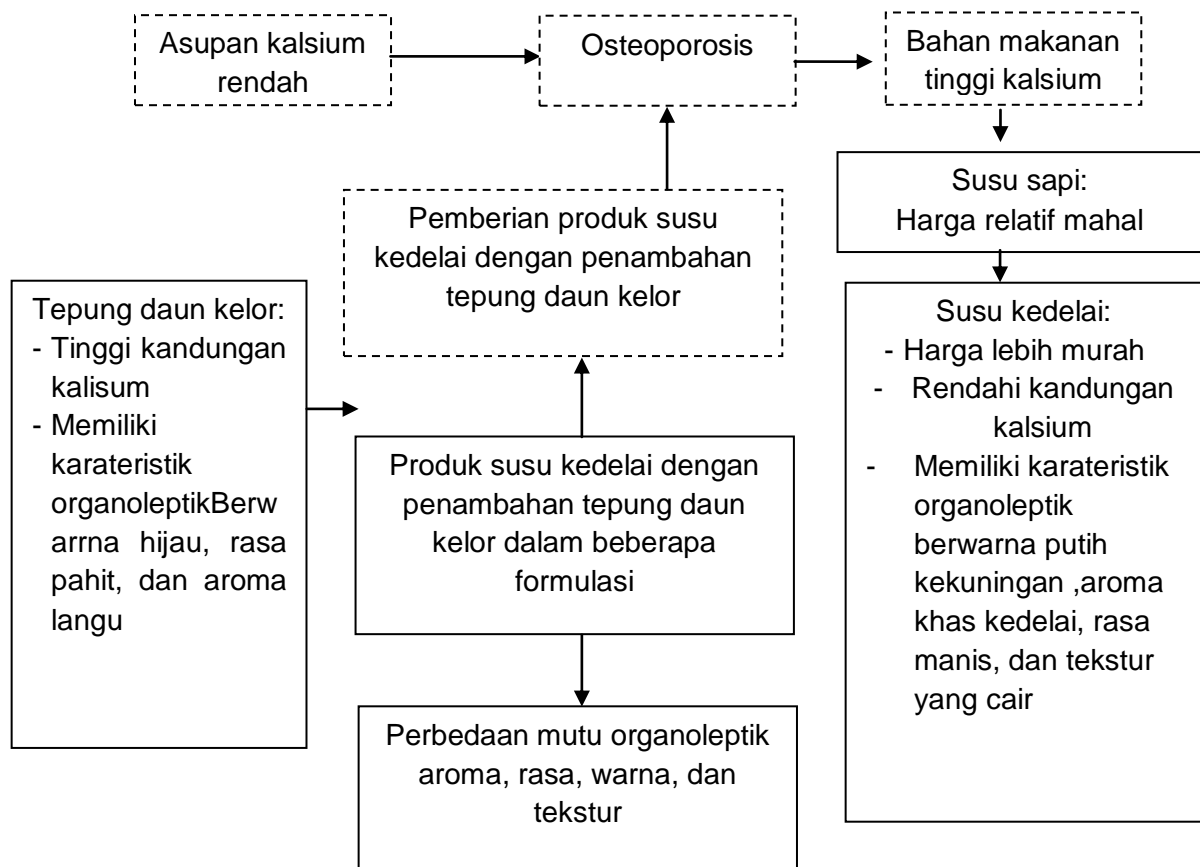 Asupan kalsium
rendah
Osteoporosis
Bahan makanan
tinggi kalsium
Susu sapi:
Harga relatif mahal
Pemberian produk susu
kedelai dengan penambahan
tepung daun kelor
Tepung daun kelor:
- Tinggi kandungan
kalisum
- Memiliki
karateristik
organoleptikBerw
arrna hijau, rasa
pahit, dan aroma
langu
Produk susu kedelai dengan
penambahan tepung daun
kelor dalam beberapa
formulasi
Susu kedelai:
- Harga lebih murah
- Rendahi kandungan
kalsium
- Memiliki karateristik
organoleptik
berwarna putih
kekuningan ,aroma
khas kedelai, rasa
manis, dan tekstur
yang cair
Perbedaan mutu organoleptik
aroma, rasa, warna, dan
tekstur